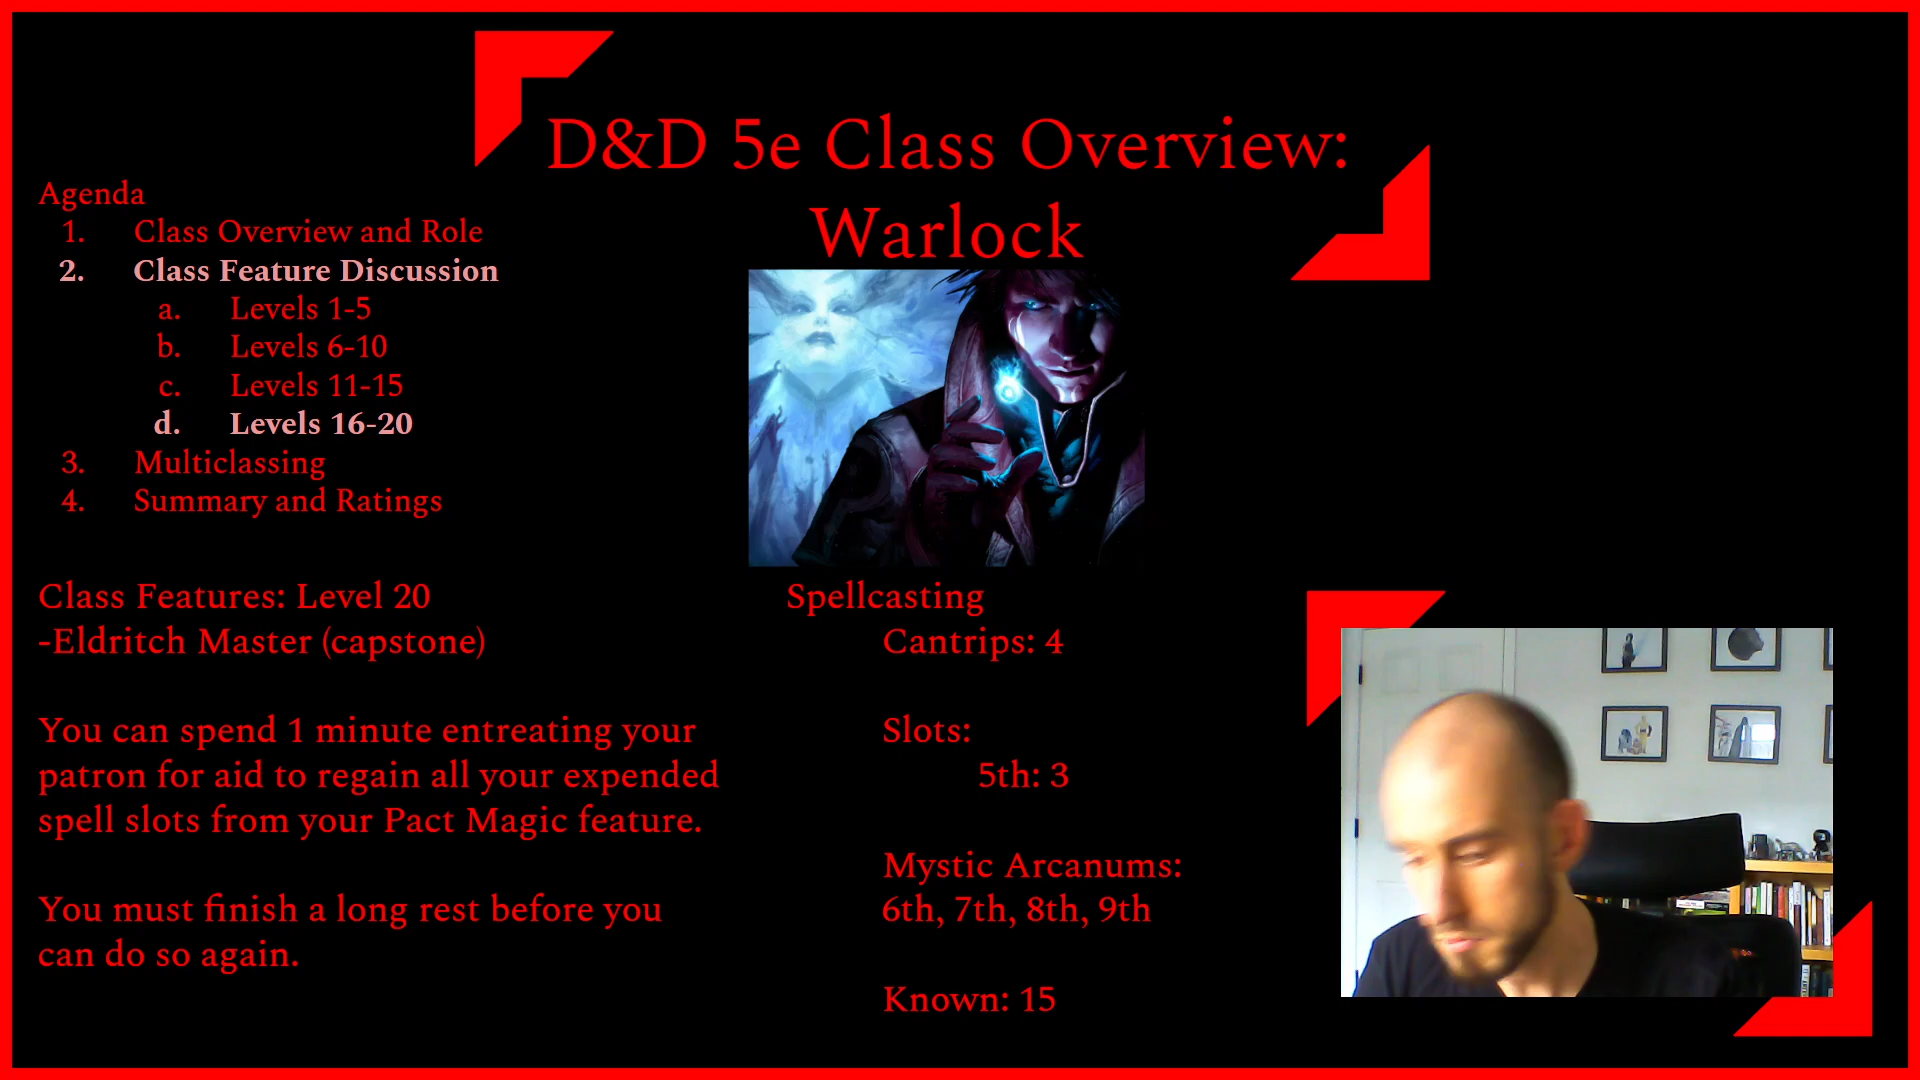 D&D 5e Class Overview:
Warlock
Agenda
1. Class Overview and Role
2. Class Feature Discussion
a. Levels 1-5
b. Levels 6-10
c. Levels 11-15
d. Levels 16-20
3. Multiclassing
4. Summary and Ratings
Class Features: Level 20
-Eldritch Master (capstone)
You can spend 1 minute entreating your
patron for aid to regain all your expended
spell slots from your Pact Magic feature.
You must finish a long rest before you
can do so again.
Spellcasting
Cantrips: 4
Slots:
5th: 3
Mystic Arcanums:
6th, 7th, 8th, 9th
Known: 15